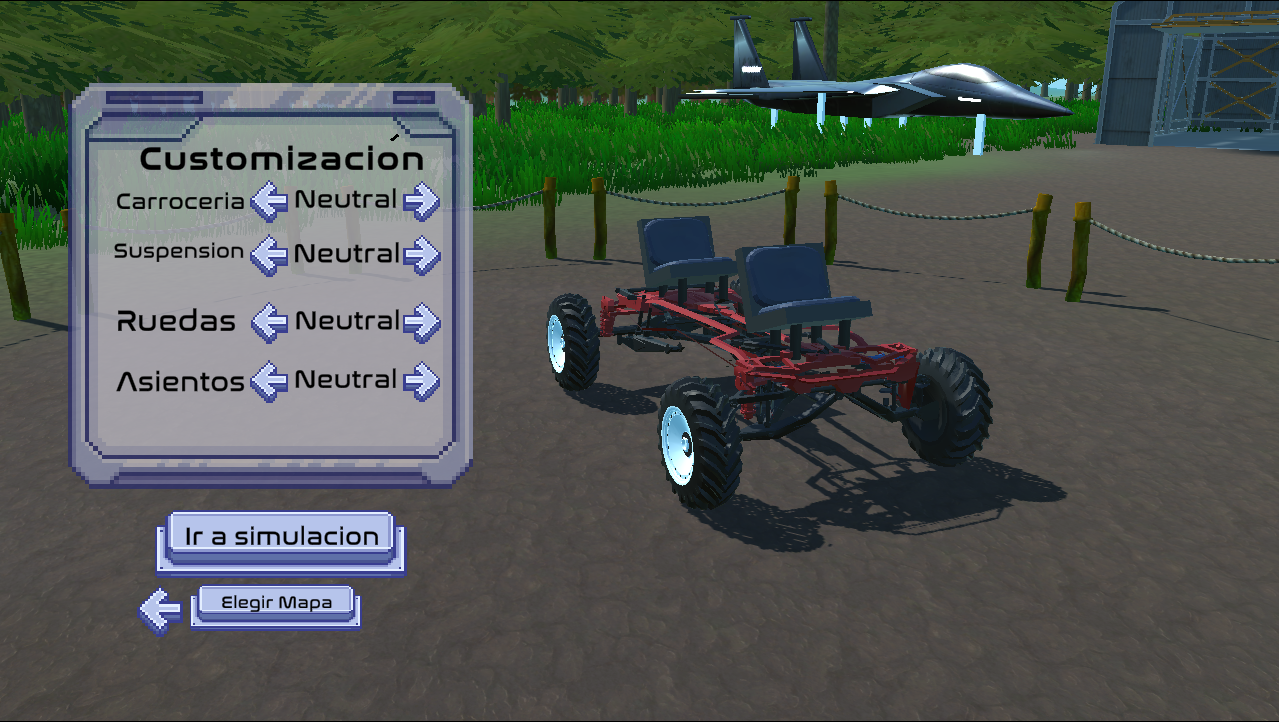 Customizacion
Carroceria Neutral
Suspension Neutral
Ruedas Neutral
Asientos Neutral
Ir a simulacion
Elegir Mapa